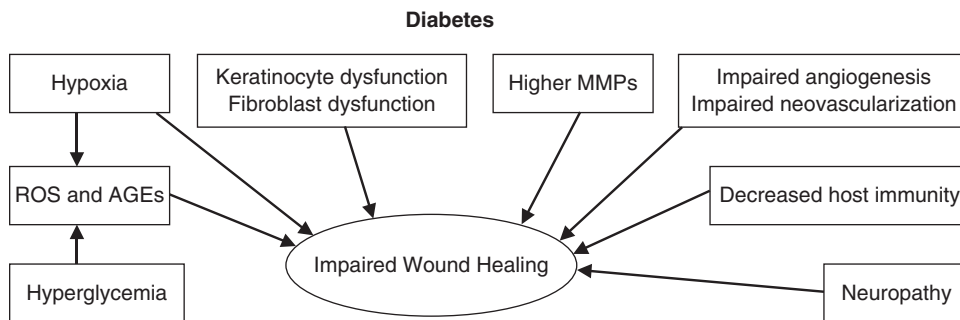 Diabetes
Hypoxia
Keratinocyte dysfunction
Fibroblast dysfunction
Higher MMPs
Impaired angiogenesis
Impaired neovascularization
ROS and AGEs
Decreased host immunity
Impaired Wound Healing
Hyperglycemia
Neuropathy